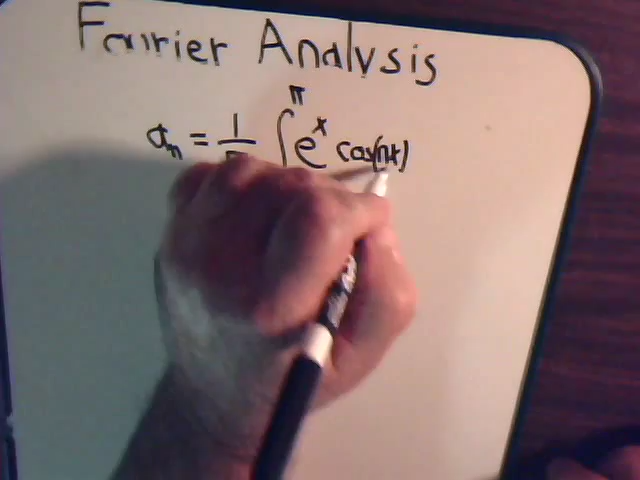 Fourier Analysis
π
aₙ = 1 ∫ eˣ cos(nx)